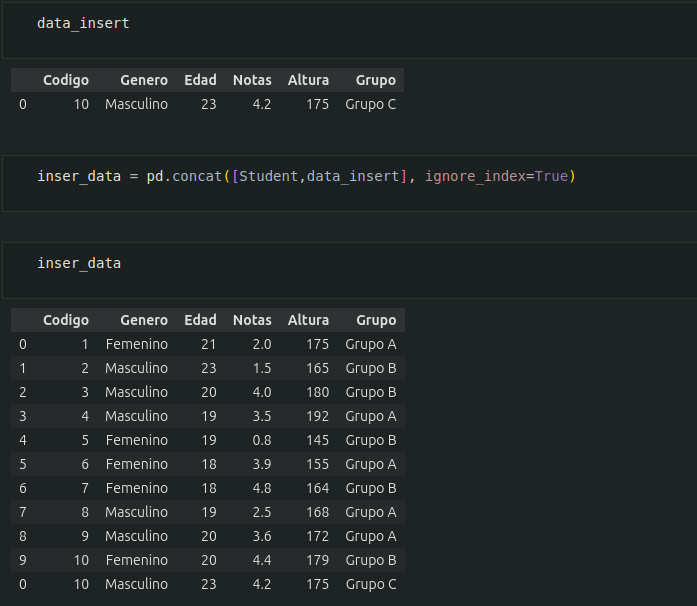 data_insert
Codigo Genero Edad Notas Altura Grupo
0 10 Masculino 23 4.2 175 Grupo C
inser_data = pd.concat([Student,data_insert], ignore_index=True)
inser_data
Codigo Genero Edad Notas Altura Grupo
0 1 Femenino 21 2.0 175 Grupo A
1 2 Masculino 23 1.5 165 Grupo B
2 3 Masculino 20 4.0 180 Grupo B
3 4 Masculino 19 3.5 192 Grupo A
4 5 Femenino 19 0.8 145 Grupo B
5 6 Femenino 18 3.9 155 Grupo A
6 7 Femenino 18 4.8 164 Grupo B
7 8 Masculino 19 2.5 168 Grupo A
8 9 Masculino 20 3.6 172 Grupo A
9 10 Femenino 20 4.4 179 Grupo B
0 10 Masculino 23 4.2 175 Grupo C